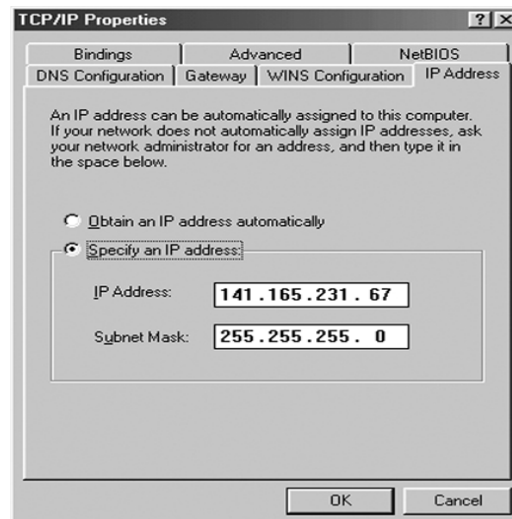 TCP/IP Properties
Bindings Advanced NetBIOS
DNS Configuration Gateway WINS Configuration IP Address
An IP address can be automatically assigned to this computer.
If your network does not automatically assign IP addresses, ask
your network administrator for an address, and then type it in
the space below.
Obtain an IP address automatically
Specify an IP address:
IP Address: 141.165.231. 67
Subnet Mask: 255.255.255. 0
OK Cancel